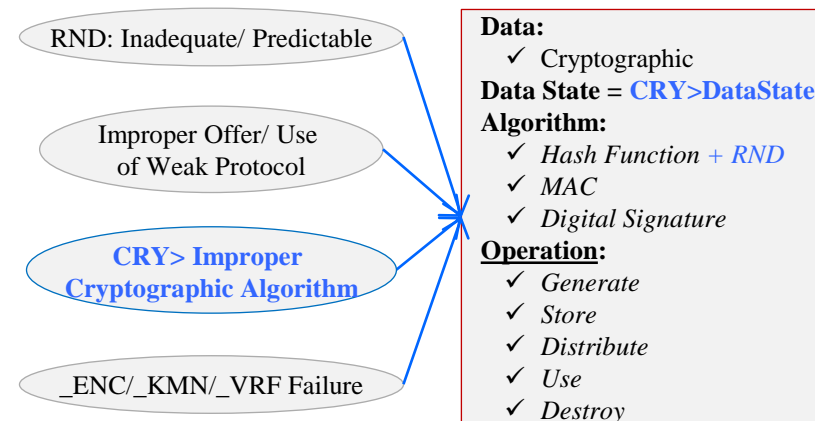 RND: Inadequate/ Predictable
Improper Offer/ Use
of Weak Protocol
CRY> Improper
Cryptographic Algorithm
_ENC/_KMN/_VRF Failure
Data:
✓ Cryptographic
Data State = CRY>DataState
Algorithm:
✓ Hash Function + RND
✓ MAC
✓ Digital Signature
Operation:
✓ Generate
✓ Store
✓ Distribute
✓ Use
✓ Destroy